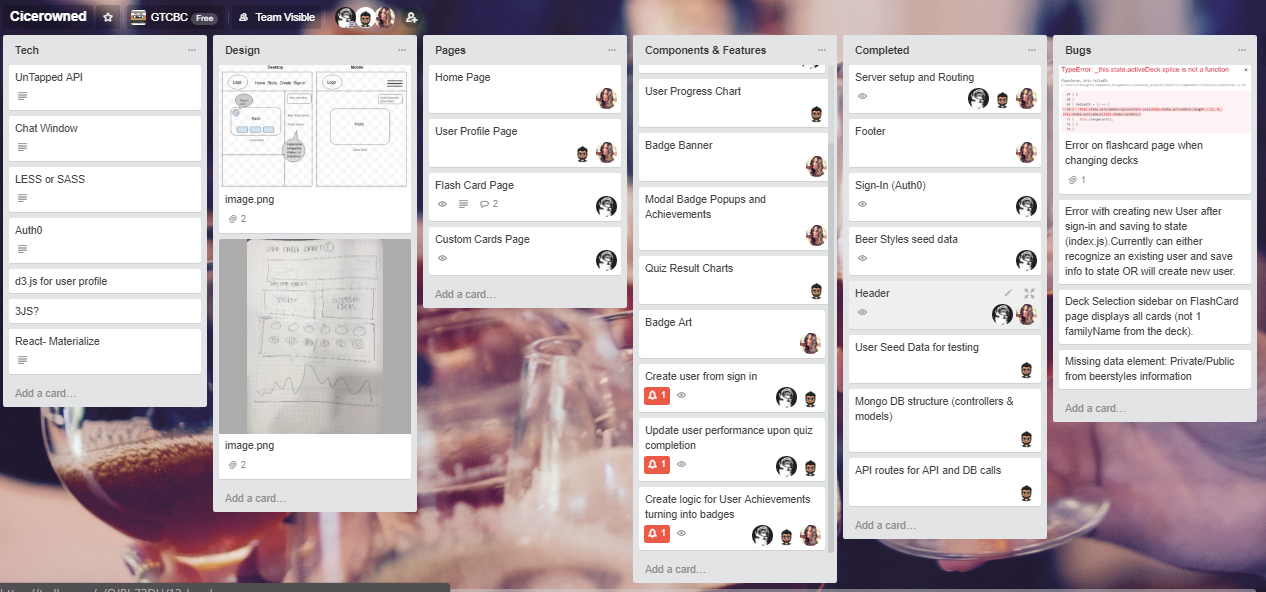 Cicerowned
GTCBC Free
Team Visible
Tech
UnTapped API
Chat Window
LESS or SASS
Auth0
d3.js for user profile
3JS?
React- Materialize
Add a card…
Design
Desktop
Mobile
Logo
Home Study Create Sign-in
Logo
image.png
2
USER CARDS DRAFT 1
image.png
2
Add a card…
Pages
Home Page
User Profile Page
Flash Card Page
2
Custom Cards Page
Add a card…
Components & Features
User Progress Chart
Badge Banner
Modal Badge Popups and
Achievements
Quiz Result Charts
Badge Art
Create user from sign in
1
Update user performance upon quiz
completion
1
Create logic for User Achievements
turning into badges
1
Add a card…
Completed
Server setup and Routing
Footer
Sign-In (Auth0)
Beer Styles seed data
Header
User Seed Data for testing
Mongo DB structure (controllers &
models)
API routes for API and DB calls
Add a card…
Bugs
TypeError: _this.state.activeDeck.splice is not a function
Error on flashcard page when
changing decks
1
Error with creating new User after
sign-in and saving to state
(index.js).Currently can either
recognize an existing user and save
info to state OR will create new user.
Deck Selection sidebar on FlashCard
page displays all cards (not 1
familyName from the deck).
Missing data element: Private/Public
from beerstyles information
Add a card…